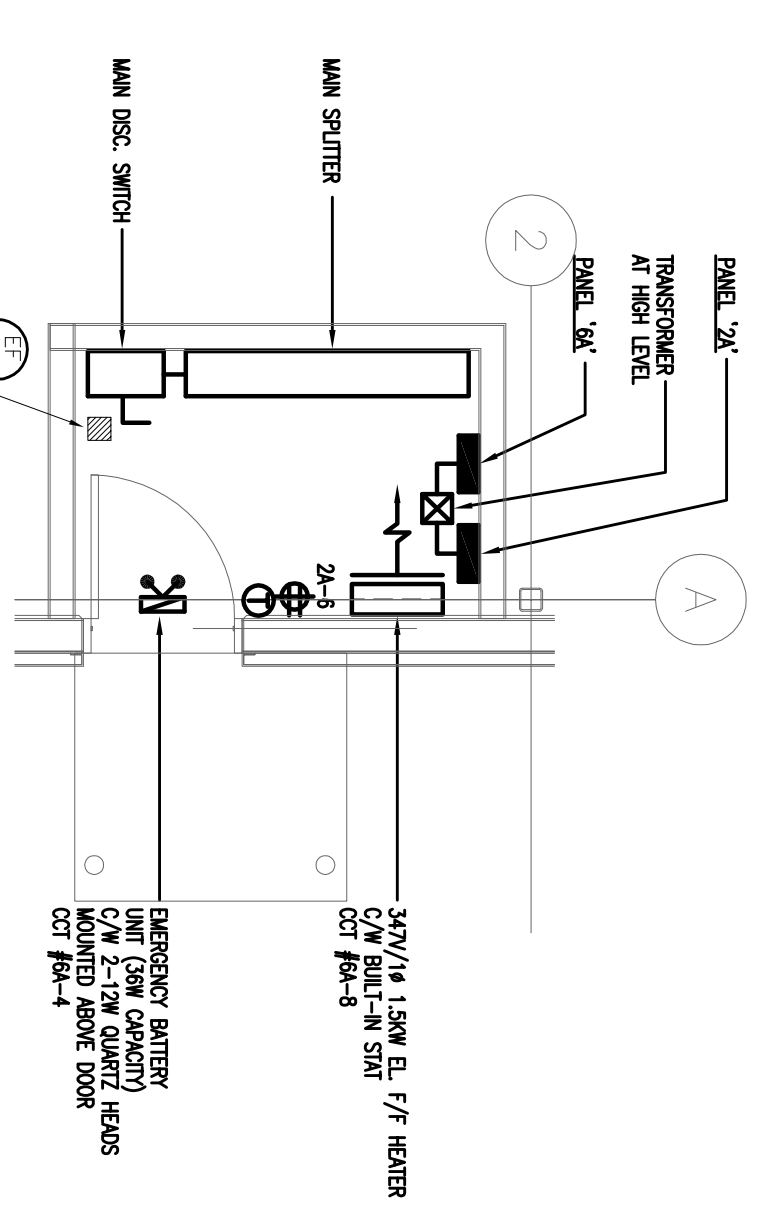 PANEL '2A'
TRANSFORMER
AT HIGH LEVEL
PANEL '6A'
2
A
MAIN SPLITTER
MAIN DISC. SWITCH
EF
2A-6
347V/1ø 1.5KW EL. F/F HEATER
C/W BUILT-IN STAT
CCT #6A-8
EMERGENCY BATTERY
UNIT (36W CAPACITY)
C/W 2-12W QUARTZ HEADS
MOUNTED ABOVE DOOR
CCT #6A-4